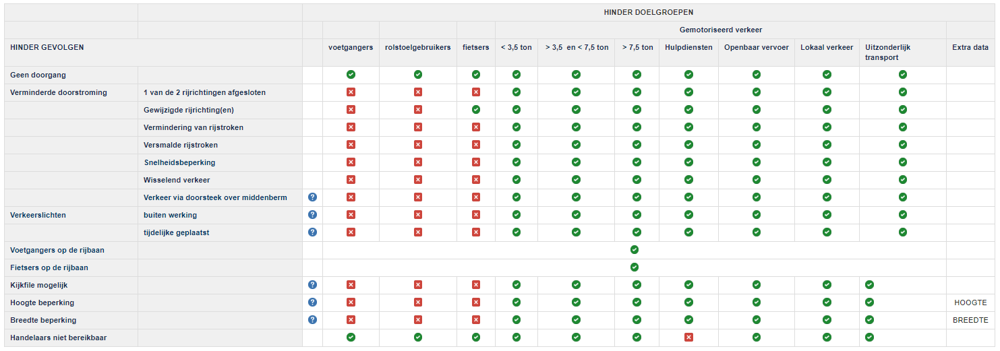 HINDER DOELGROEPEN
Gemotoriseerd verkeer
HINDER GEVOLGEN voetgangers rolstoelgebruikers fietsers < 3,5 ton > 3,5 en < 7,5 ton > 7,5 ton Hulpdiensten Openbaar vervoer Lokaal verkeer Uitzonderlijk transport Extra data
Geen doorgang
Verminderde doorstroming 1 van de 2 rijrichtingen afgesloten
Gewijzigde rijrichting(en)
Vermindering van rijstroken
Versmalde rijstroken
Snelheidsbeperking
Wisselend verkeer
Verkeer via doorsteek over middenberm ?
Verkeerslichten buiten werking ?
tijdelijke geplaatst ?
Voetgangers op de rijbaan
Fietsers op de rijbaan
Kijkfile mogelijk ?
Hoogte beperking ? HOOGTE
Breedte beperking ? BREEDTE
Handelaars niet bereikbaar